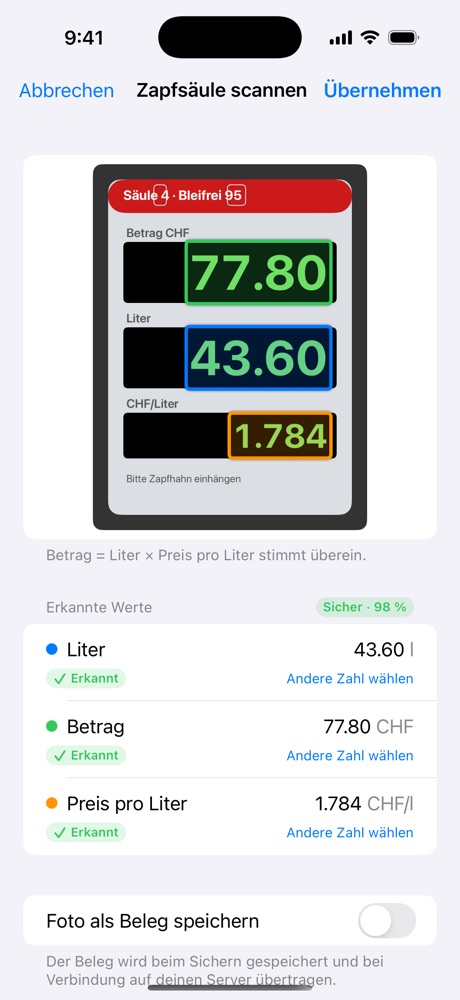 9:41
Abbrechen Zapfsäule scannen Übernehmen
Säule 4 · Bleifrei 95
Betrag CHF
77.80
Liter
43.60
CHF/Liter
1.784
Bitte Zapfhahn einhängen
Betrag = Liter × Preis pro Liter stimmt überein.
Erkannte Werte Sicher · 98 %
Liter 43.60 l
✓ Erkannt Andere Zahl wählen
Betrag 77.80 CHF
✓ Erkannt Andere Zahl wählen
Preis pro Liter 1.784 CHF/l
✓ Erkannt Andere Zahl wählen
Foto als Beleg speichern
Der Beleg wird beim Sichern gespeichert und bei
Verbindung auf deinen Server übertragen.